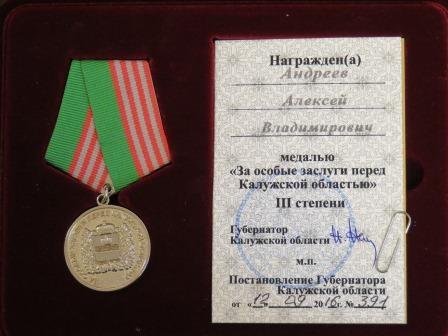 Награжден(а)
Андреев
Алексей
Владимирович
медалью
«За особые заслуги перед
Калужской областью»
III степени
Губернатор
Калужской области
м.п.
Постановление Губернатора
Калужской области
от «12» 09 2016г. № 391